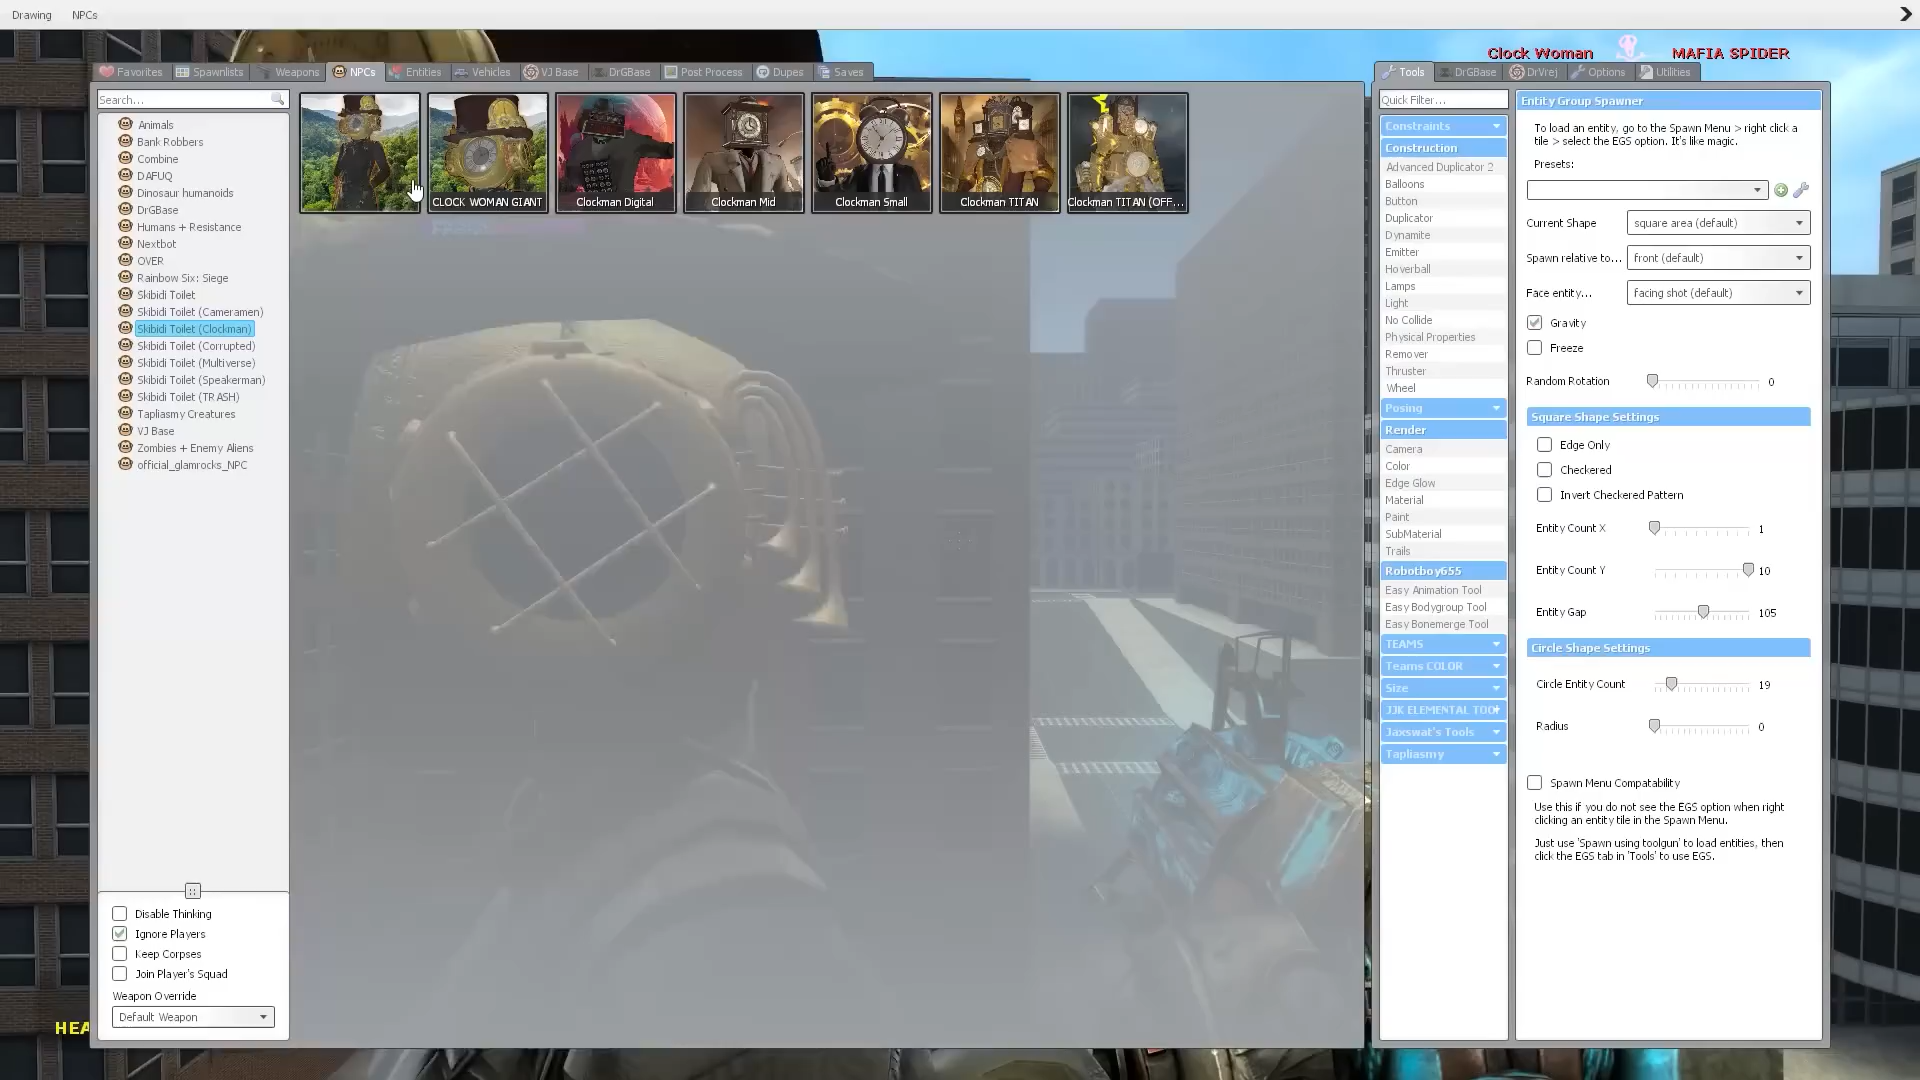 Drawing NPCs
Clock Woman MAFIA SPIDER
Favorites Spawnlists Weapons NPCs Entities Vehicles VJ Base DrGBase Post Process Dupes Saves
Search...
Animals
Bank Robbers
Combine
DAFUQ
Dinosaur humanoids
DrGBase
Humans + Resistance
Nextbot
OVER
Rainbow Six: Siege
Skibidi Toilet
Skibidi Toilet (Cameramen)
Skibidi Toilet (Clockman)
Skibidi Toilet (Corrupted)
Skibidi Toilet (Multiverse)
Skibidi Toilet (Speakerman)
Skibidi Toilet (TRASH)
Tapliasmy Creatures
VJ Base
Zombies + Enemy Aliens
official_glamrocks_NPC
Disable Thinking
Ignore Players
Keep Corpses
Join Player's Squad
Weapon Override
Default Weapon
HEA
CLOCK WOMAN GIANT
Clockman Digital
Clockman Mid
Clockman Small
Clockman TITAN
Clockman TITAN (OFF...
Tools DrGBase DrVrej Options Utilities
Quick Filter...
Constraints
Construction
Advanced Duplicator 2
Balloons
Button
Duplicator
Dynamite
Emitter
Hoverball
Lamps
Light
No Collide
Physical Properties
Remover
Thruster
Wheel
Posing
Render
Camera
Color
Edge Glow
Material
Paint
SubMaterial
Trails
Robotboy655
Easy Animation Tool
Easy Bodygroup Tool
Easy Bonemerge Tool
TEAMS
Teams COLOR
Size
JJK ELEMENTAL TOO
Jaxswat's Tools
Tapliasmy
Entity Group Spawner
To load an entity, go to the Spawn Menu > right click a
tile > select the EGS option. It's like magic.
Presets:
Current Shape square area (default)
Spawn relative to... front (default)
Face entity... facing shot (default)
Gravity
Freeze
Random Rotation 0
Square Shape Settings
Edge Only
Checkered
Invert Checkered Pattern
Entity Count X 1
Entity Count Y 10
Entity Gap 105
Circle Shape Settings
Circle Entity Count 19
Radius 0
Spawn Menu Compatability
Use this if you do not see the EGS option when right
clicking an entity tile in the Spawn Menu.
Just use 'Spawn using toolgun' to load entities, then
click the EGS tab in 'Tools' to use EGS.